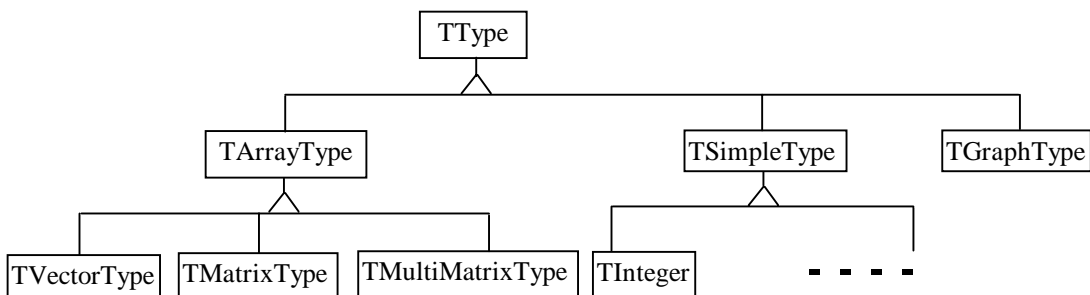 TType
TArrayType
TSimpleType
TGraphType
TVectorType
TMatrixType
TMultiMatrixType
TInteger